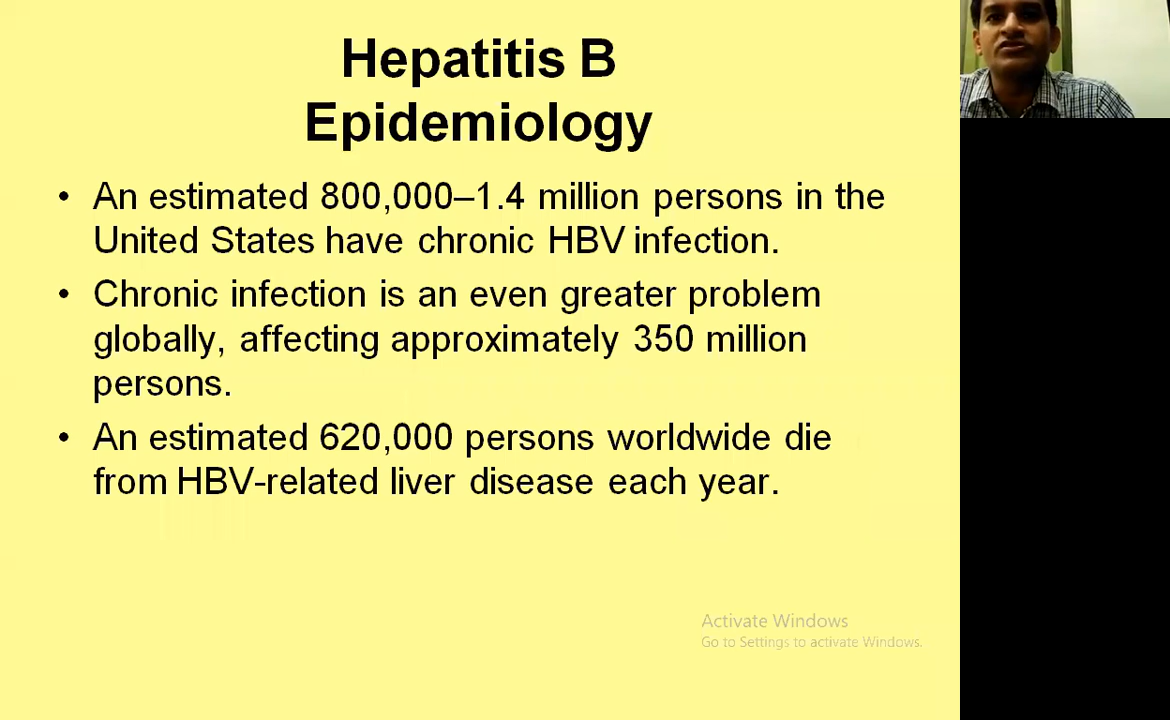 Hepatitis B
Epidemiology
• An estimated 800,000–1.4 million persons in the
United States have chronic HBV infection.
• Chronic infection is an even greater problem
globally, affecting approximately 350 million
persons.
• An estimated 620,000 persons worldwide die
from HBV-related liver disease each year.
Activate Windows
Go to Settings to activate Windows.